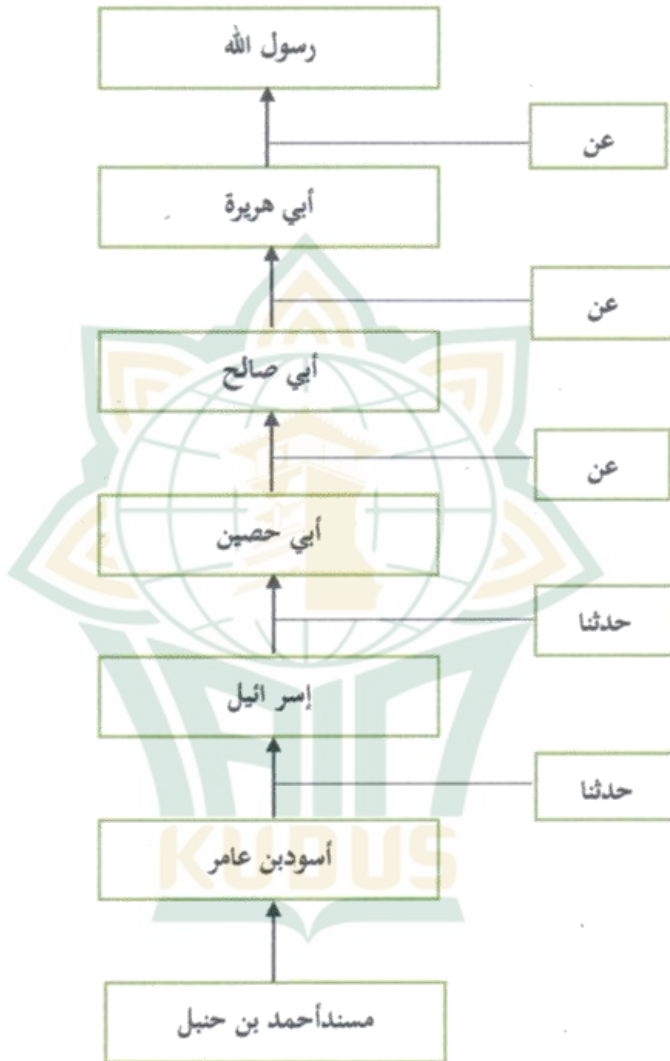 رسول الله
عن
أبي هريرة
عن
أبي صالح
عن
أبي حصين
حدثنا
إسر ائيل
حدثنا
أسودبن عامر
KUDUS
مسندأحمد بن حنبل